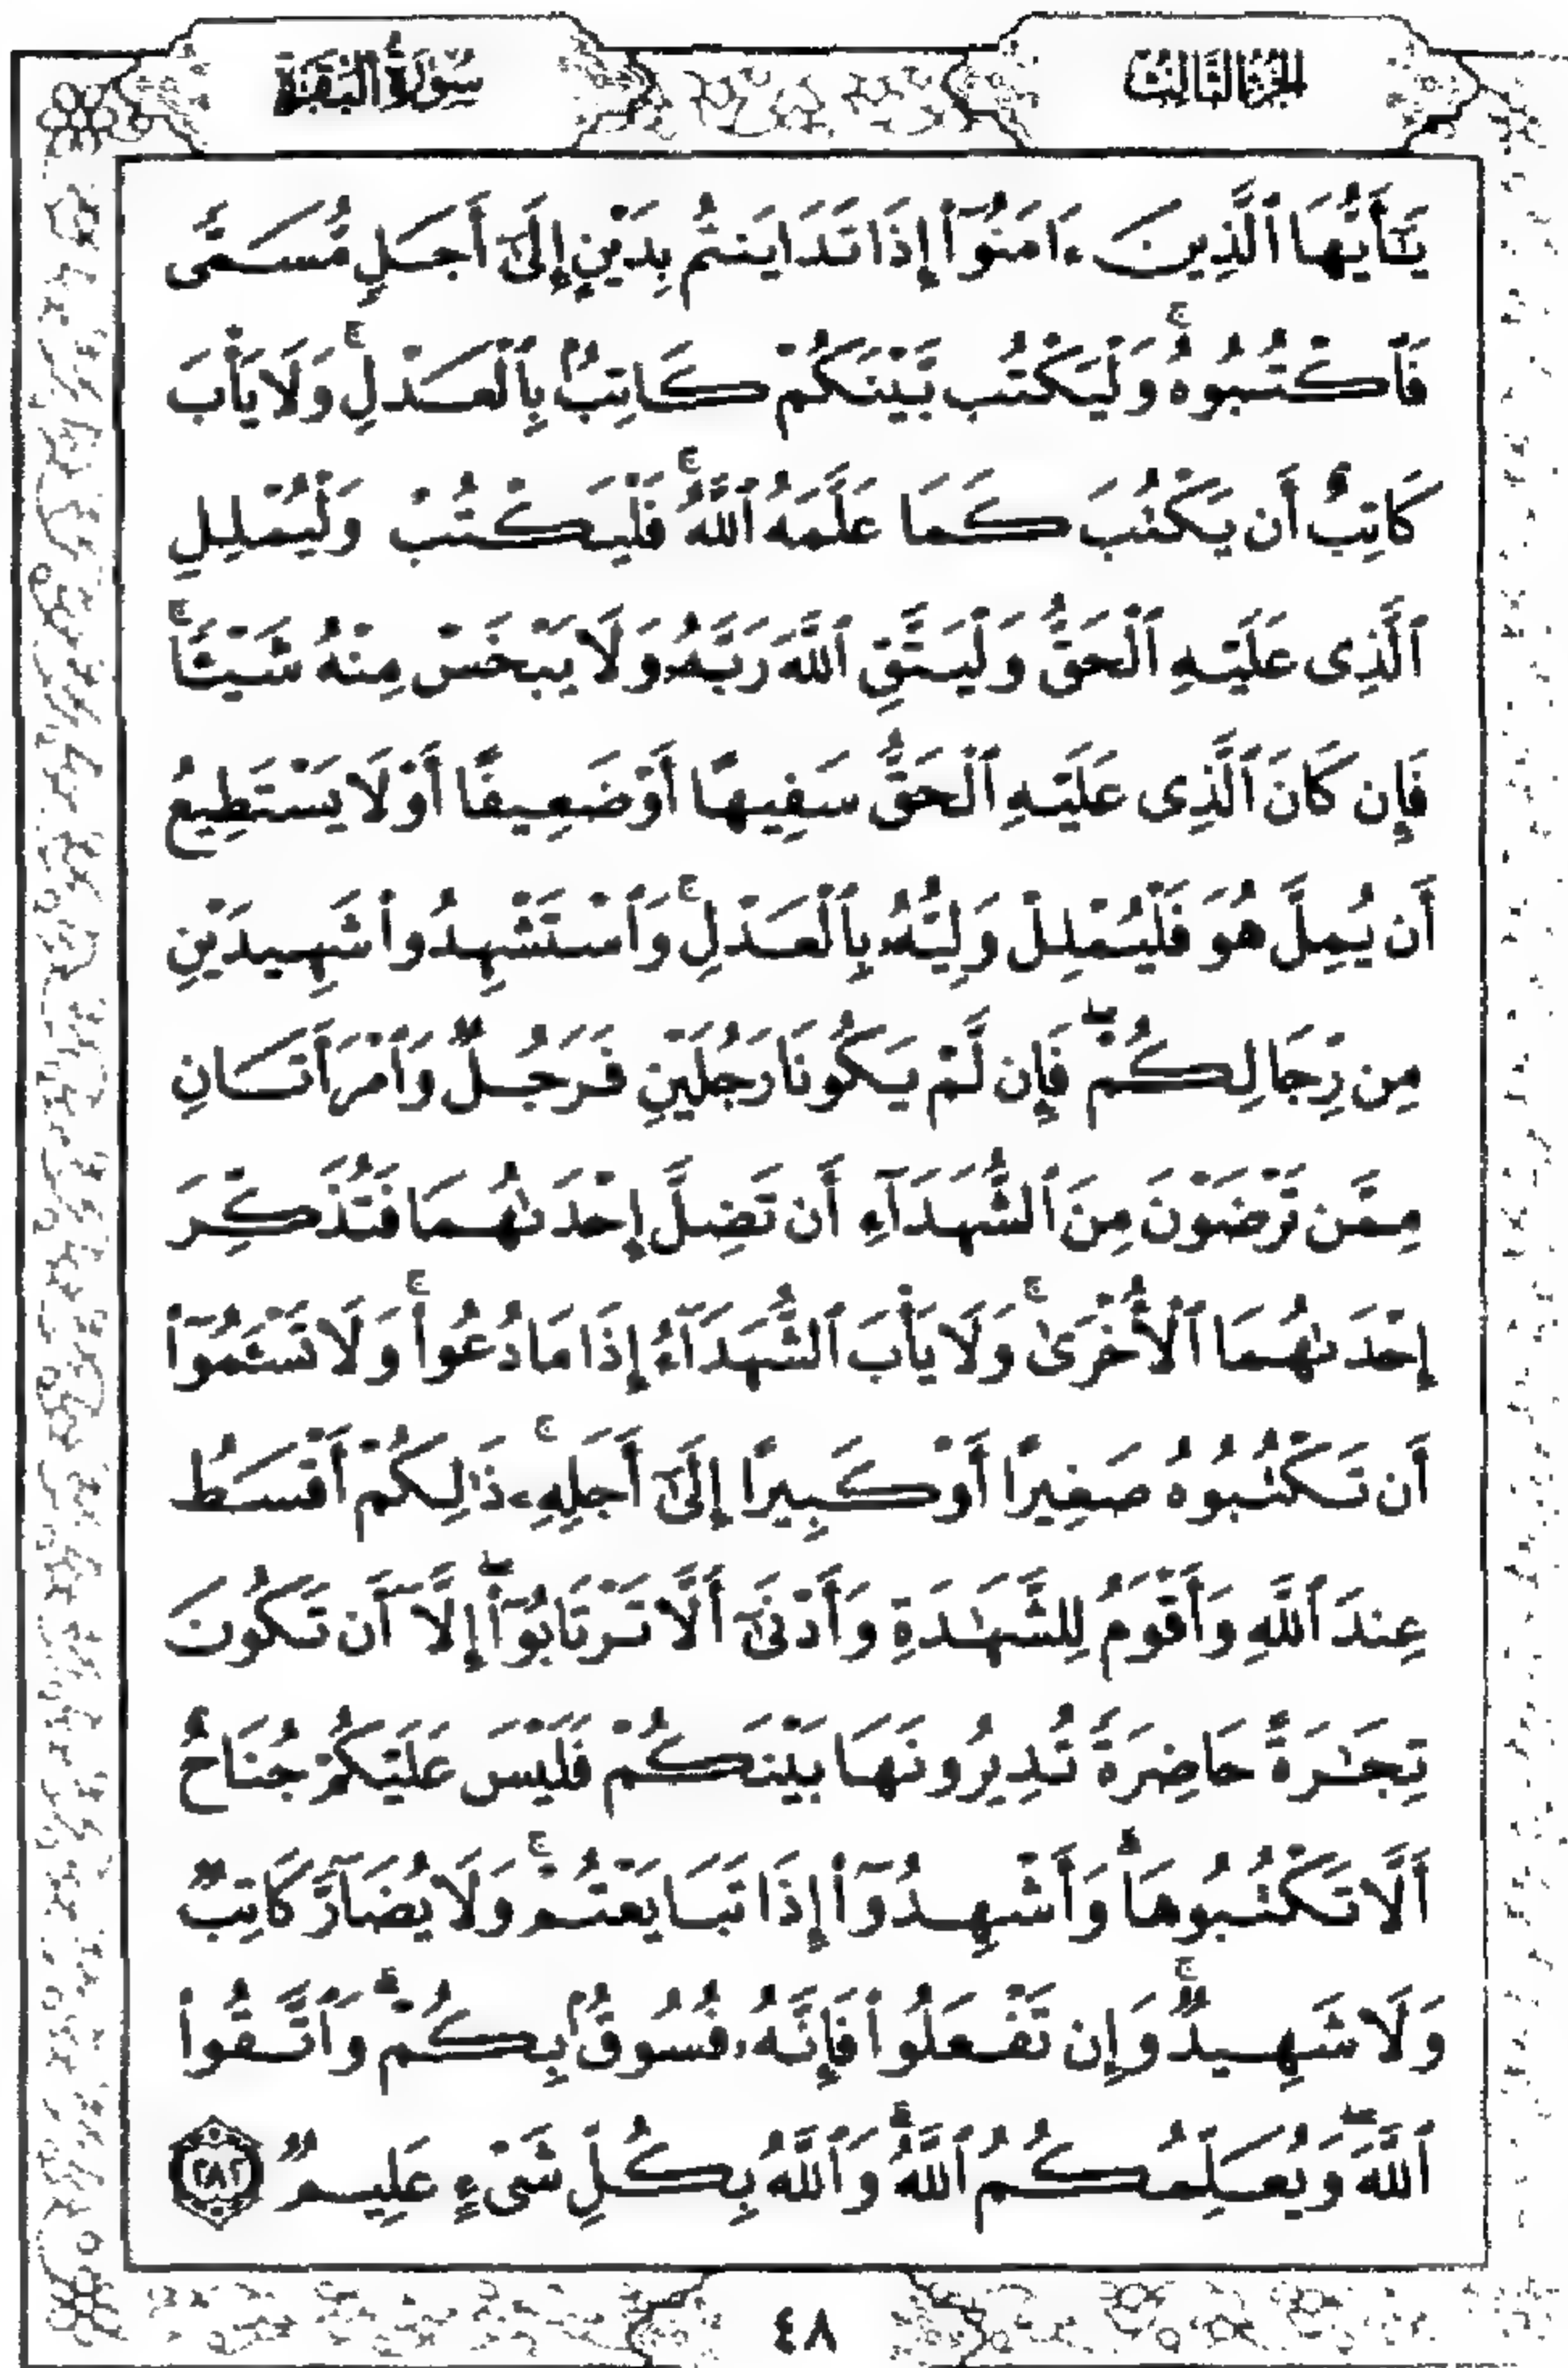 الجزء الثالث
سورة البقرة
يَٰٓأَيُّهَا ٱلَّذِينَ ءَامَنُوٓا۟ إِذَا تَدَايَنتُم بِدَيْنٍ إِلَىٰٓ أَجَلٍ مُّسَمًّى
فَٱكْتُبُوهُ ۚ وَلْيَكْتُب بَّيْنَكُمْ كَاتِبٌۢ بِٱلْعَدْلِ ۚ وَلَا يَأْبَ
كَاتِبٌ أَن يَكْتُبَ كَمَا عَلَّمَهُ ٱللَّهُ ۚ فَلْيَكْتُبْ وَلْيُمْلِلِ
ٱلَّذِى عَلَيْهِ ٱلْحَقُّ وَلْيَتَّقِ ٱللَّهَ رَبَّهُۥ وَلَا يَبْخَسْ مِنْهُ شَيْـًٔا ۚ
فَإِن كَانَ ٱلَّذِى عَلَيْهِ ٱلْحَقُّ سَفِيهًا أَوْ ضَعِيفًا أَوْ لَا يَسْتَطِيعُ
أَن يُمِلَّ هُوَ فَلْيُمْلِلْ وَلِيُّهُۥ بِٱلْعَدْلِ ۚ وَٱسْتَشْهِدُوا۟ شَهِيدَيْنِ
مِن رِّجَالِكُمْ ۖ فَإِن لَّمْ يَكُونَا رَجُلَيْنِ فَرَجُلٌ وَٱمْرَأَتَانِ
مِمَّن تَرْضَوْنَ مِنَ ٱلشُّهَدَآءِ أَن تَضِلَّ إِحْدَىٰهُمَا فَتُذَكِّرَ
إِحْدَىٰهُمَا ٱلْأُخْرَىٰ ۚ وَلَا يَأْبَ ٱلشُّهَدَآءُ إِذَا مَا دُعُوا۟ ۚ وَلَا تَسْـَٔمُوٓا۟
أَن تَكْتُبُوهُ صَغِيرًا أَوْ كَبِيرًا إِلَىٰٓ أَجَلِهِۦ ۚ ذَٰلِكُمْ أَقْسَطُ
عِندَ ٱللَّهِ وَأَقْوَمُ لِلشَّهَٰدَةِ وَأَدْنَىٰٓ أَلَّا تَرْتَابُوٓا۟ ۖ إِلَّآ أَن تَكُونَ
تِجَٰرَةً حَاضِرَةً تُدِيرُونَهَا بَيْنَكُمْ فَلَيْسَ عَلَيْكُمْ جُنَاحٌ
أَلَّا تَكْتُبُوهَا ۗ وَأَشْهِدُوٓا۟ إِذَا تَبَايَعْتُمْ ۚ وَلَا يُضَآرَّ كَاتِبٌ
وَلَا شَهِيدٌ ۚ وَإِن تَفْعَلُوا۟ فَإِنَّهُۥ فُسُوقٌۢ بِكُمْ ۗ وَٱتَّقُوا۟
ٱللَّهَ ۖ وَيُعَلِّمُكُمُ ٱللَّهُ ۗ وَٱللَّهُ بِكُلِّ شَىْءٍ عَلِيمٌ ٢٨٢
٤٨